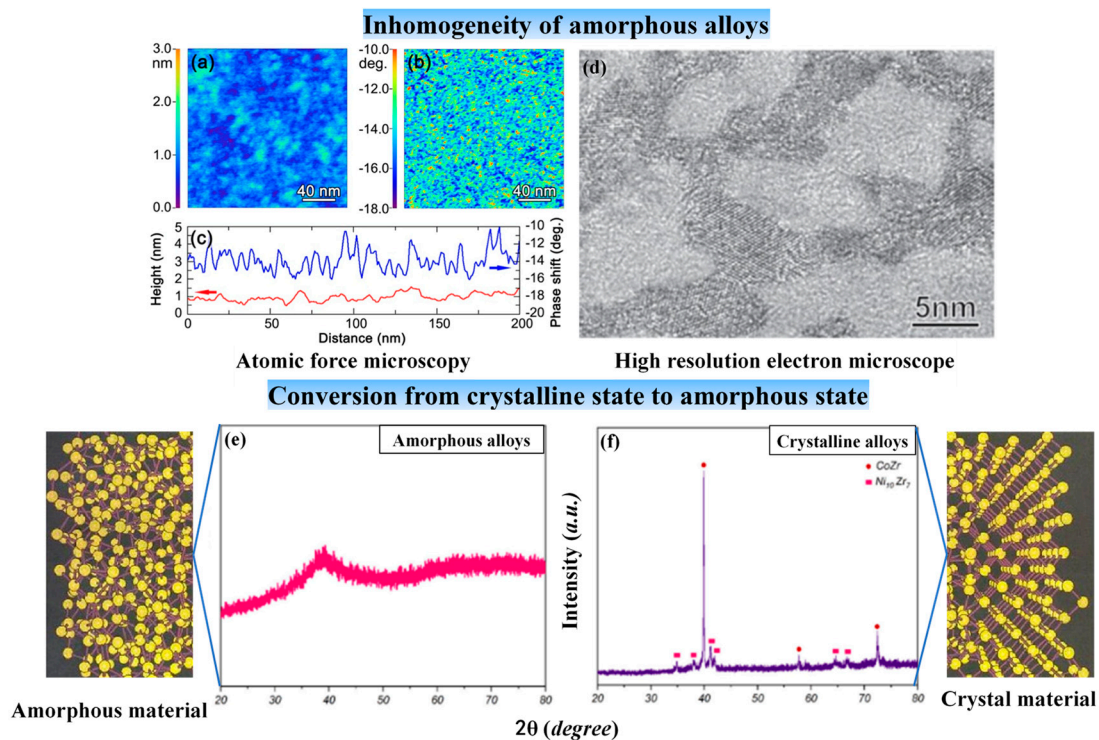 Inhomogeneity of amorphous alloys
3.0
nm
2.0
1.0
0.0
(a)
40 nm
-10.0
deg.
-12.0
-14.0
-16.0
-18.0
(b)
40 nm
(c)
Height (nm)
5
4
3
2
1
0
0
50
100
150
200
Distance (nm)
-10
-12
-14
-16
-18
-20
Phase shift (deg.)
Atomic force microscopy
(d)
5nm
High resolution electron microscope
Conversion from crystalline state to amorphous state
(e)
Amorphous alloys
20
30
40
50
60
70
80
Amorphous material
(f)
Crystalline alloys
CoZr
Ni10Zr7
Intensity (a.u.)
20
30
40
50
60
70
80
Crystal material
2θ (degree)